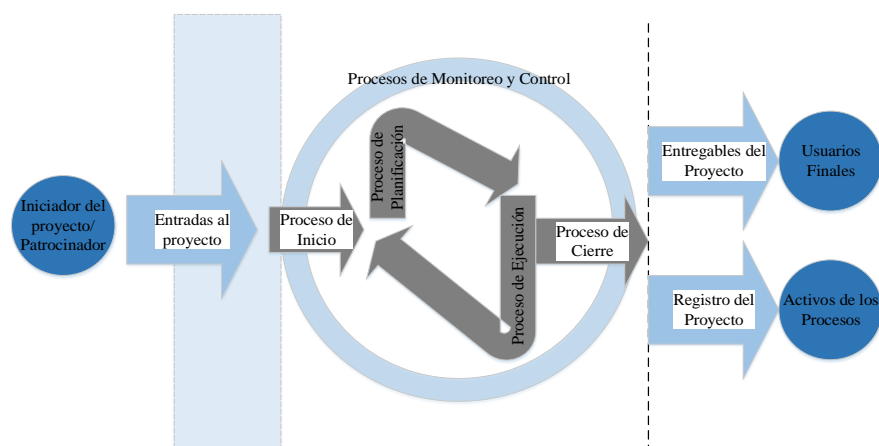 Procesos de Monitoreo y Control
Iniciador del
proyecto/
Patrocinador
Entradas al
proyecto
Proceso de
Inicio
Proceso de
Planificación
Proceso de Ejecución
Proceso de
Cierre
Entregables del
Proyecto
Usuarios
Finales
Registro del
Proyecto
Activos de los
Procesos